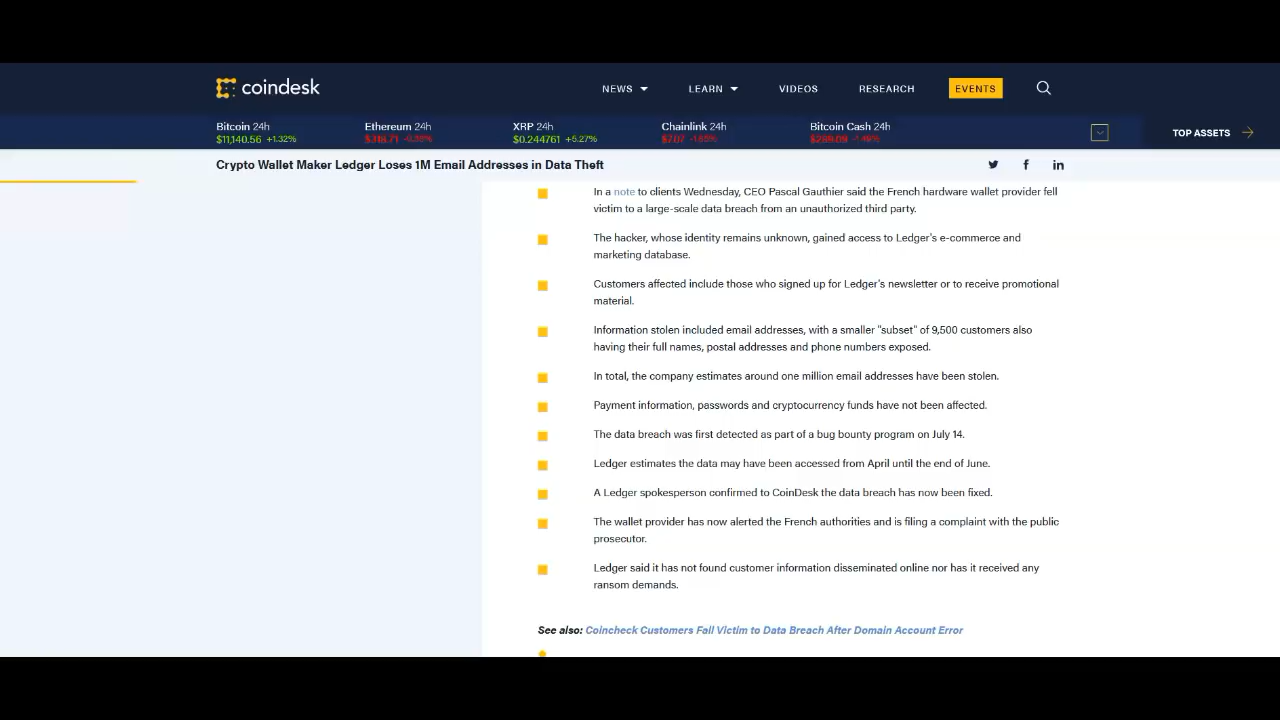 coindesk
NEWS LEARN VIDEOS RESEARCH EVENTS
Bitcoin 24h Ethereum 24h XRP 24h Chainlink 24h Bitcoin Cash 24h
$11,140.56 +1.32% $318.71 $0.244761 +5.27% $7.07 -1.85% $289.09 -1.49%
TOP ASSETS
Crypto Wallet Maker Ledger Loses 1M Email Addresses in Data Theft
In a note to clients Wednesday, CEO Pascal Gauthier said the French hardware wallet provider fell
victim to a large-scale data breach from an unauthorized third party.
The hacker, whose identity remains unknown, gained access to Ledger's e-commerce and
marketing database.
Customers affected include those who signed up for Ledger's newsletter or to receive promotional
material.
Information stolen included email addresses, with a smaller "subset" of 9,500 customers also
having their full names, postal addresses and phone numbers exposed.
In total, the company estimates around one million email addresses have been stolen.
Payment information, passwords and cryptocurrency funds have not been affected.
The data breach was first detected as part of a bug bounty program on July 14.
Ledger estimates the data may have been accessed from April until the end of June.
A Ledger spokesperson confirmed to CoinDesk the data breach has now been fixed.
The wallet provider has now alerted the French authorities and is filing a complaint with the public
prosecutor.
Ledger said it has not found customer information disseminated online nor has it received any
ransom demands.
See also: Coincheck Customers Fall Victim to Data Breach After Domain Account Error